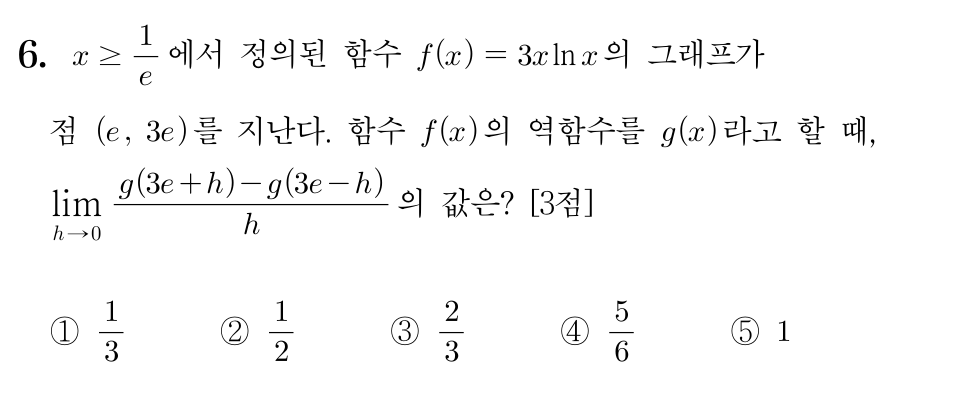 6. x ≥ 1/e 에서 정의된 함수 f(x) = 3x ln x의 그래프가
점 (e, 3e)를 지난다. 함수 f(x)의 역함수를 g(x)라고 할 때,
lim_{h→0} (g(3e+h)−g(3e−h))/h 의 값은? [3점]
① 1/3 ② 1/2 ③ 2/3 ④ 5/6 ⑤ 1